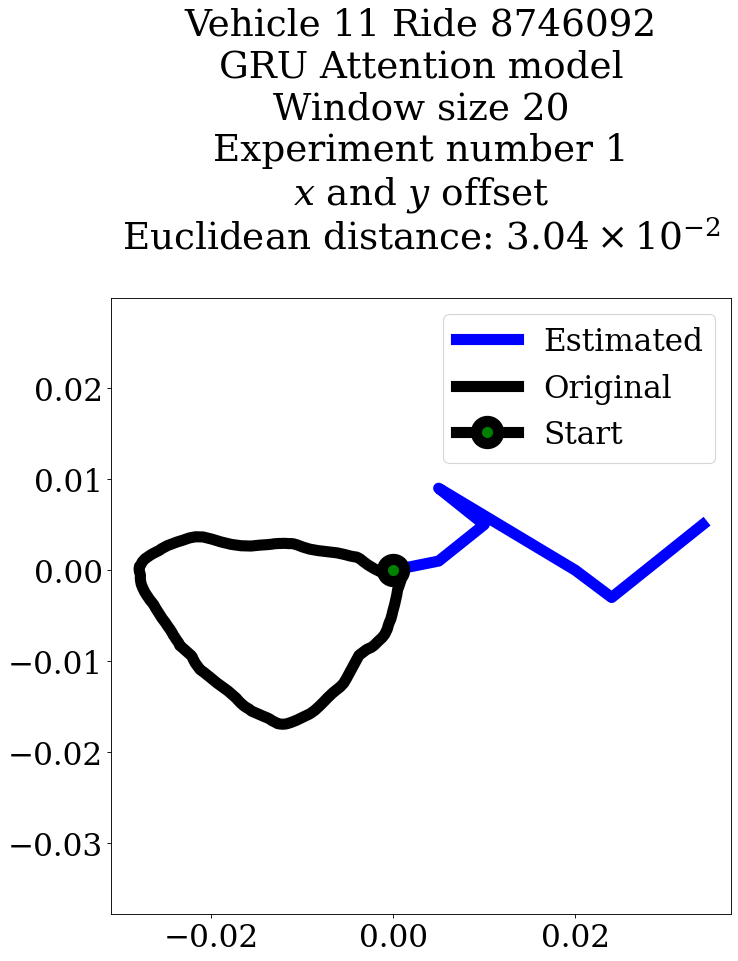 Vehicle 11 Ride 8746092
GRU Attention model
Window size 20
Experiment number 1
x and y offset
Euclidean distance: 3.04 × 10⁻²
Estimated
Original
Start
0.02
0.01
0.00
−0.01
−0.02
−0.03
−0.02
0.00
0.02